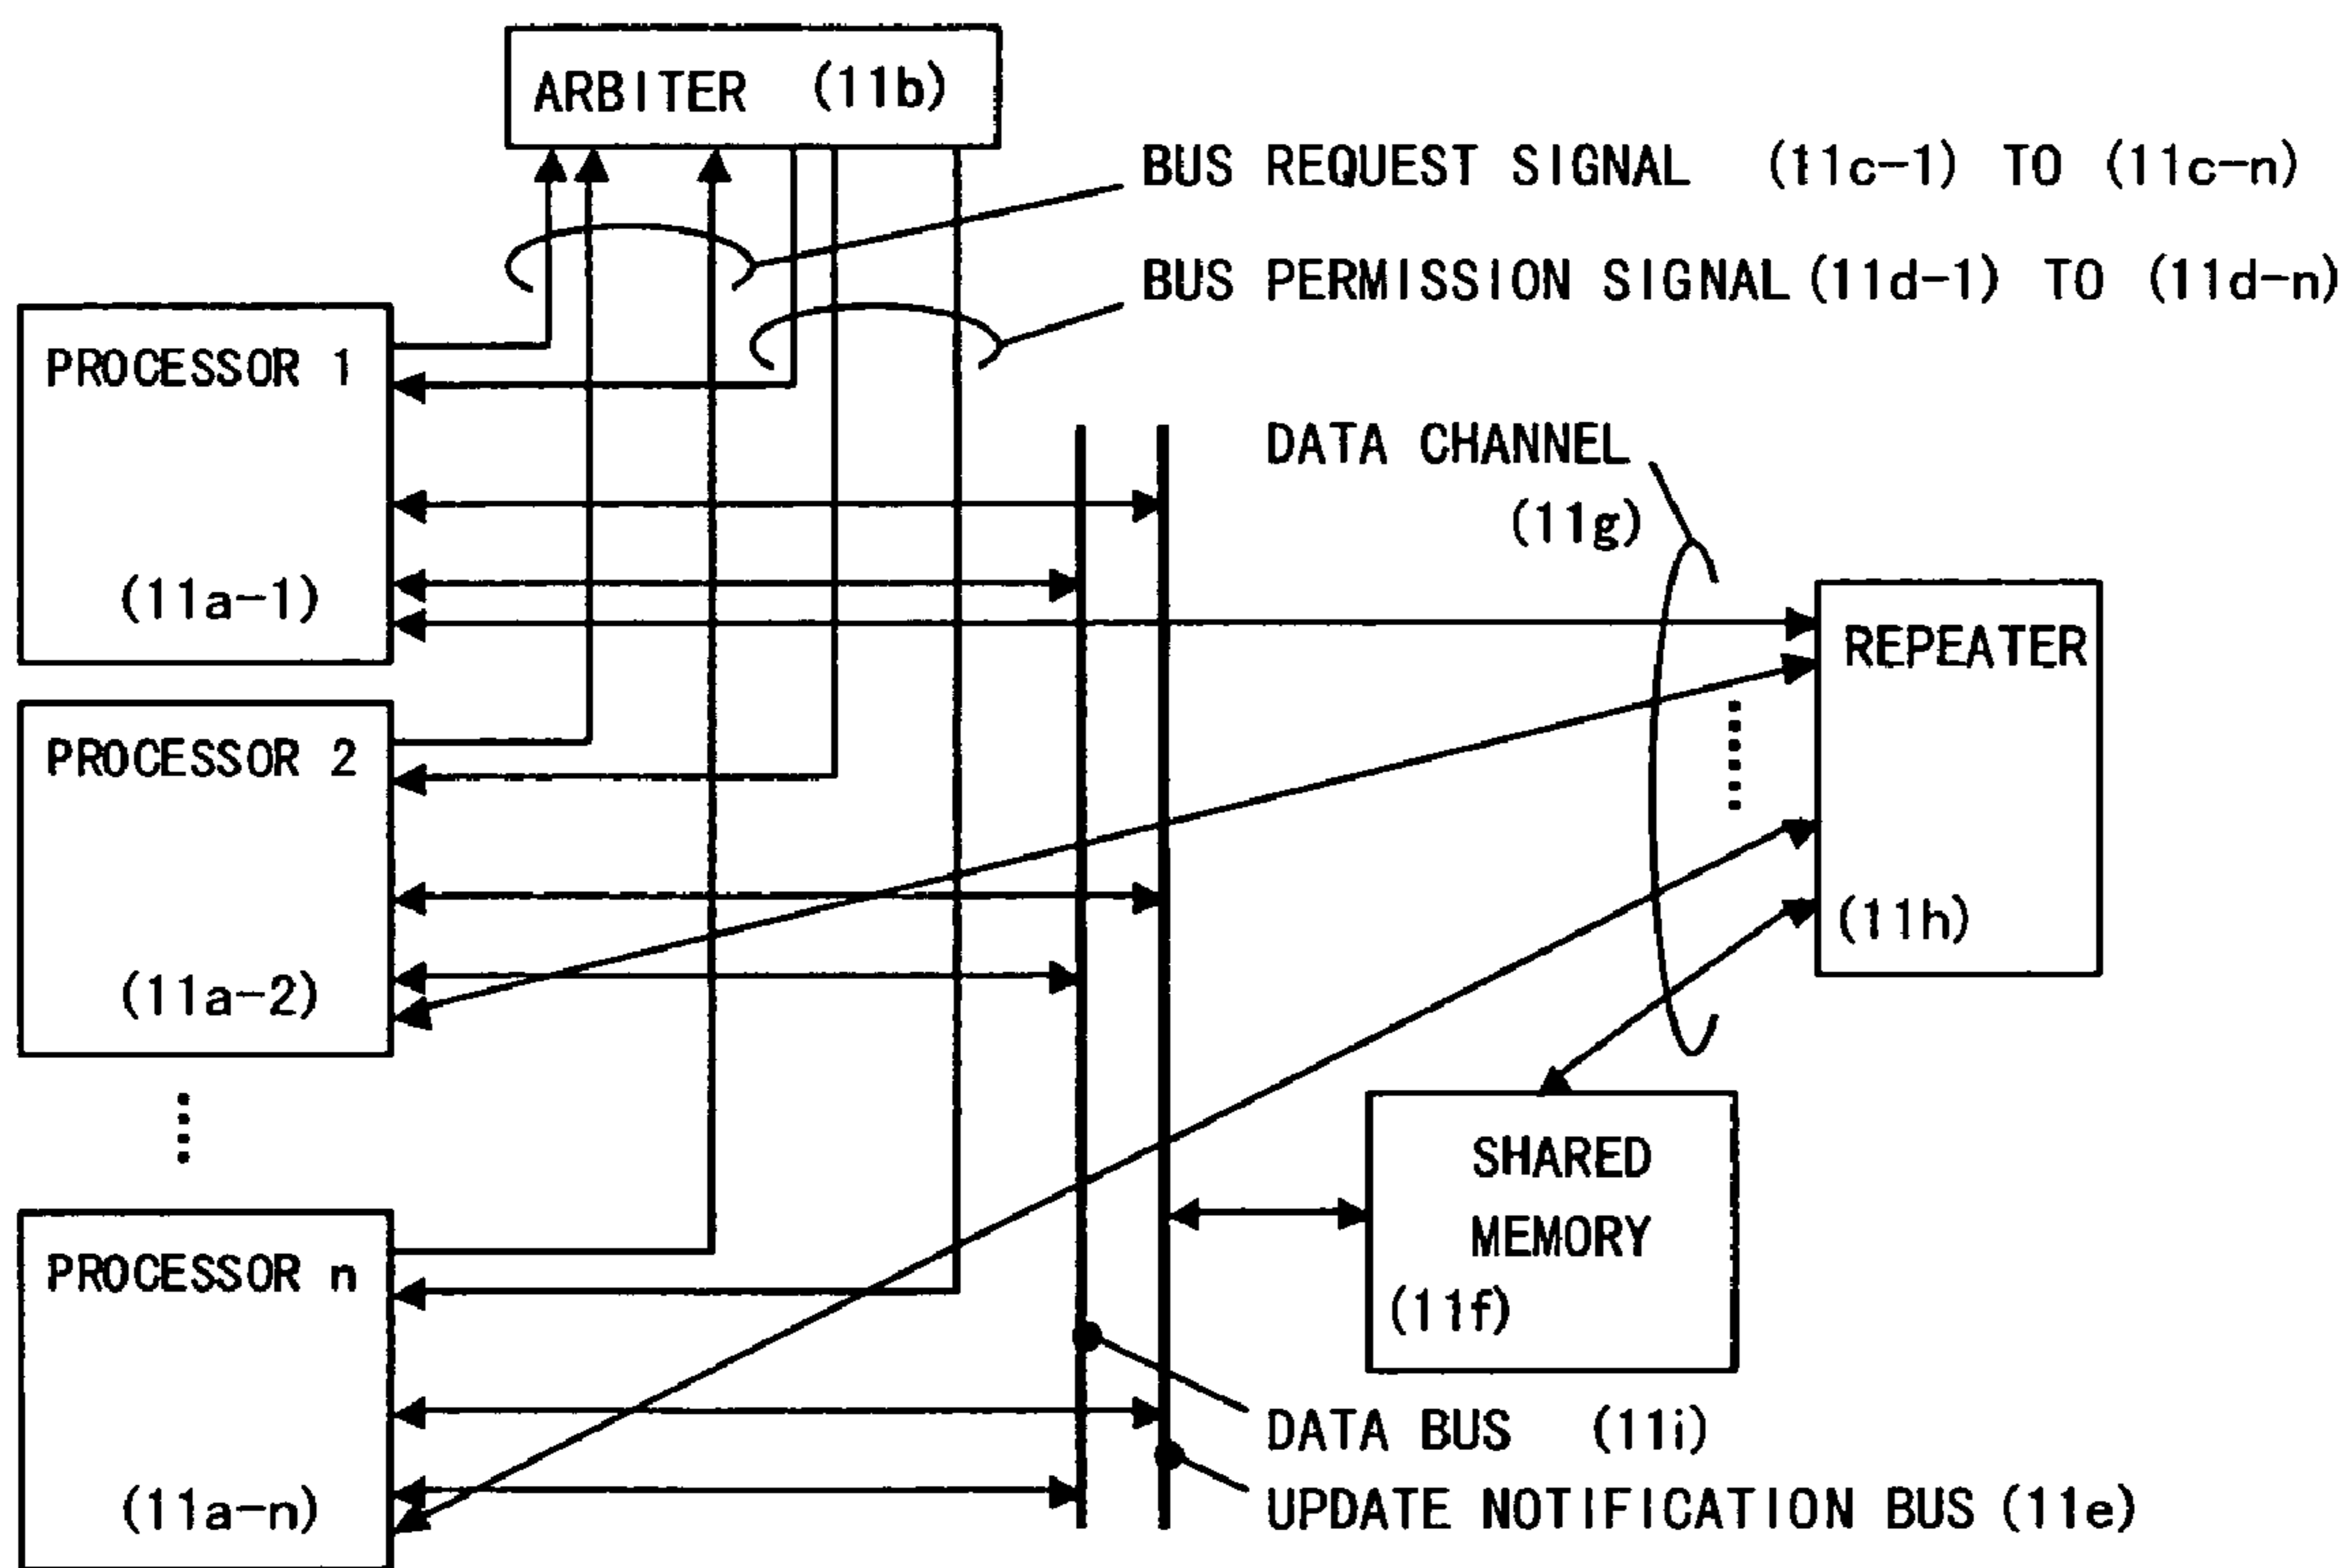 ARBITER (11b)
BUS REQUEST SIGNAL (11c-1) TO (11c-n)
BUS PERMISSION SIGNAL (11d-1) TO (11d-n)
PROCESSOR 1
(11a-1)
DATA CHANNEL
(11g)
REPEATER
(11h)
PROCESSOR 2
(11a-2)
SHARED
MEMORY
(11f)
PROCESSOR n
(11a-n)
DATA BUS (11i)
UPDATE NOTIFICATION BUS (11e)